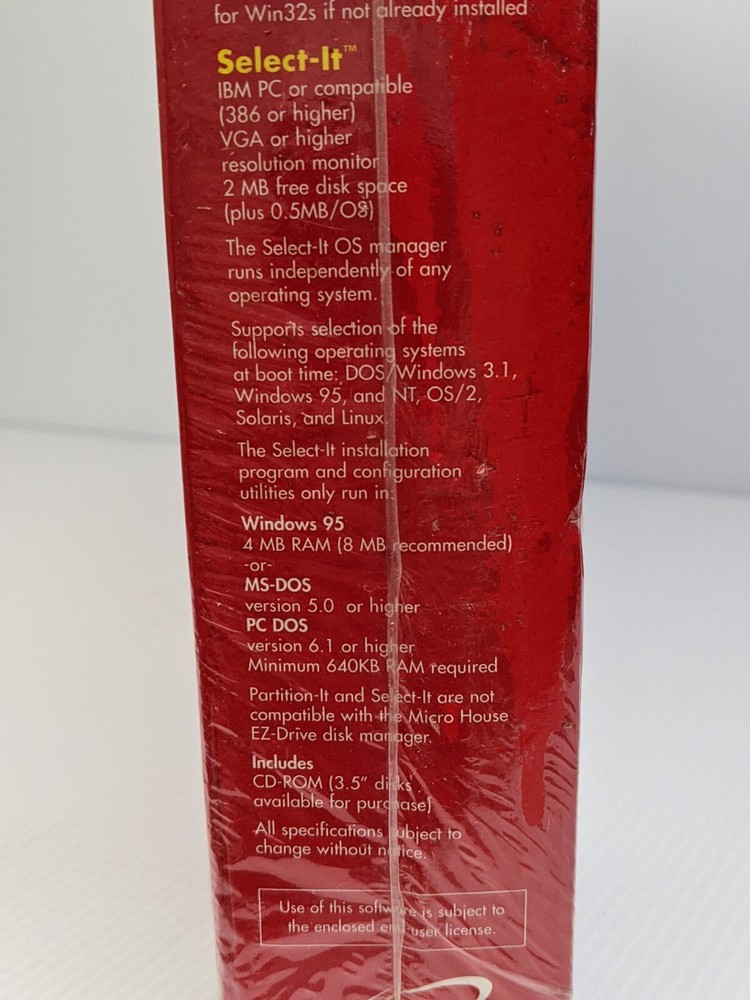 for Win32s if not already installed
Select-It™
IBM PC or compatible
(386 or higher)
VGA or higher
resolution monitor
2 MB free disk space
(plus 0.5MB/OS)
The Select-It OS manager
runs independently of any
operating system.
Supports selection of the
following operating systems
at boot time: DOS/Windows 3.1,
Windows 95, and NT, OS/2,
Solaris, and Linux.
The Select-It installation
program and configuration
utilities only run in:
Windows 95
4 MB RAM (8 MB recommended)
-or-
MS-DOS
version 5.0 or higher
PC DOS
version 6.1 or higher
Minimum 640KB RAM required
Partition-It and Select-It are not
compatible with the Micro House
EZ-Drive disk manager.
Includes
CD-ROM (3.5" disks
available for purchase)
All specifications subject to
change without notice.
Use of this software is subject to
the enclosed end user license.